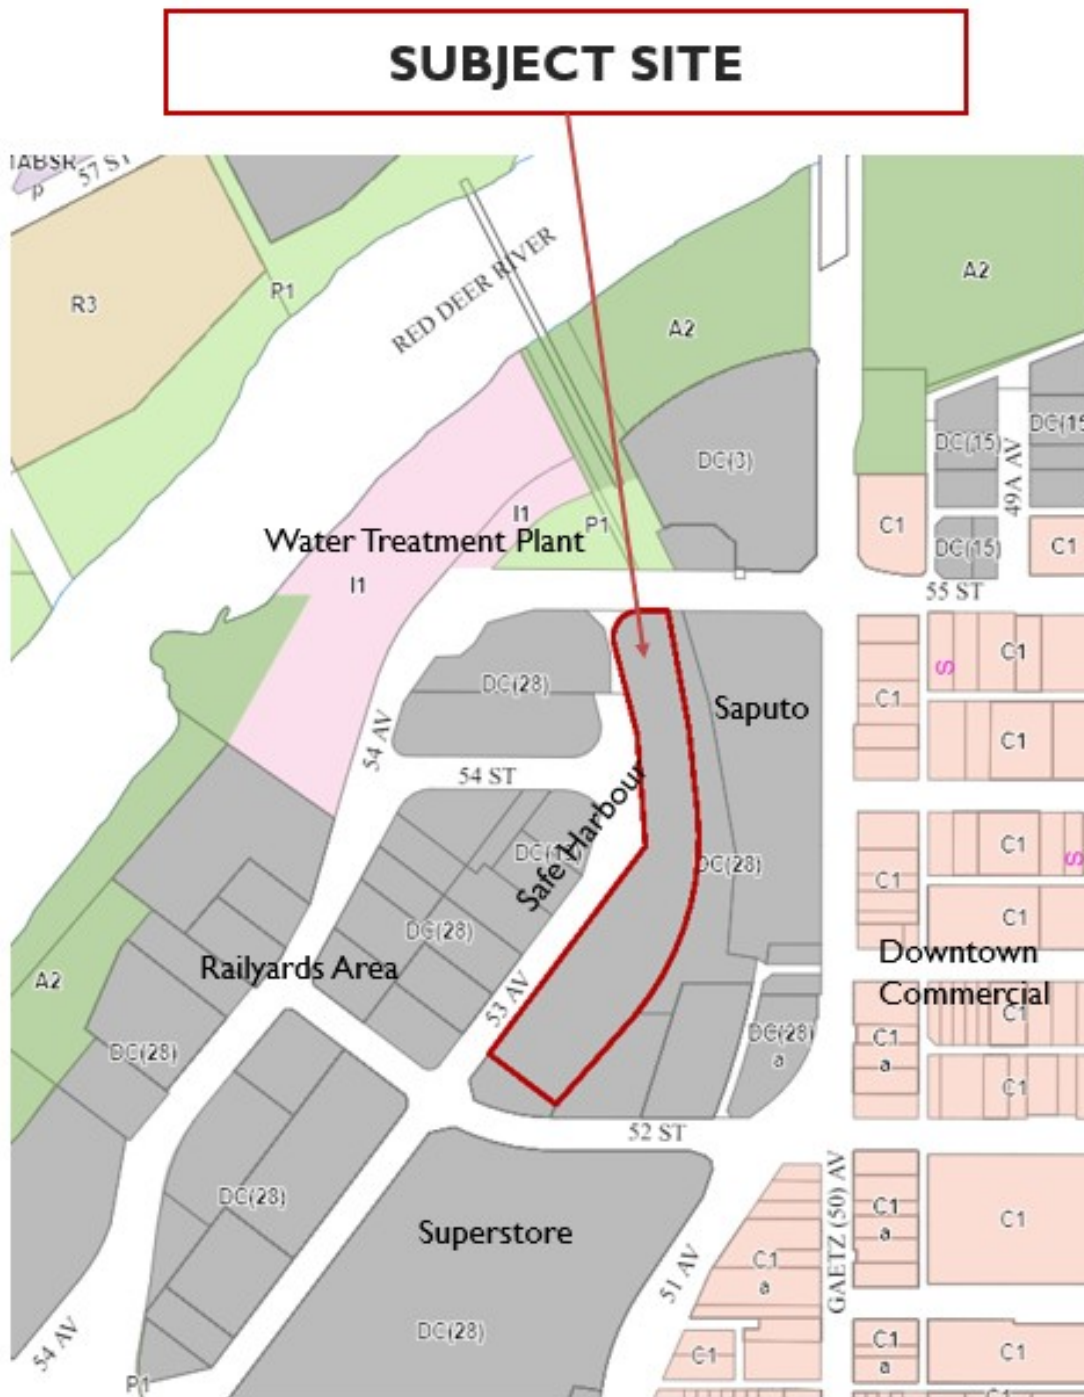 SUBJECT SITE
57 ST
P
R3
P1
RED DEER RIVER
A2
A2
DC(3)
DC(15)
49A AV
C1
DC(15)
C1
I1
P1
Water Treatment Plant
I1
55 ST
DC(28)
Saputo
C1
S
C1
54 AV
54 ST
C1
Safe Harbour
DC(28)
C1
C1
S
DC(28)
C1
Railyards Area
53 AV
A2
Downtown
Commercial
C1
DC(28)
DC(28)
a
C1
a
C1
52 ST
DC(28)
Superstore
GAETZ (50) AV
C1
a
C1
C1
a
51 AV
DC(28)
54 AV
C1
C1
a
C1
P1